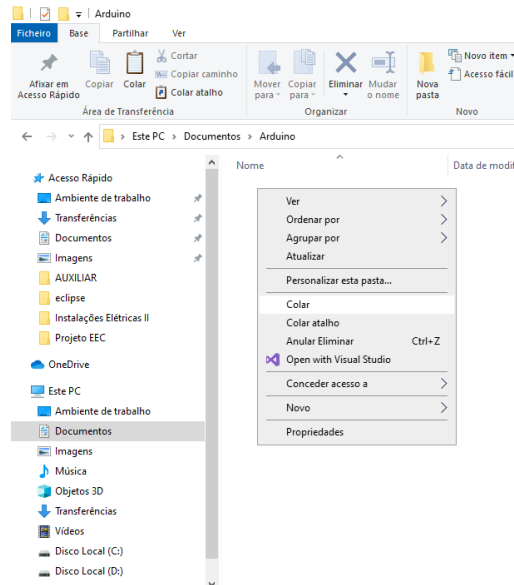 Arduino
Ficheiro Base Partilhar Ver
Afixar em Acesso Rápido
Copiar
Colar
Cortar
Copiar caminho
Colar atalho
Mover para
Copiar para
Eliminar
Mudar o nome
Nova pasta
Novo item
Acesso fácil
Área de Transferência Organizar Novo
Este PC > Documentos > Arduino
Nome Data de modif
Acesso Rápido
Ambiente de trabalho
Transferências
Documentos
Imagens
AUXILIAR
eclipse
Instalações Elétricas II
Projeto EEC
OneDrive
Este PC
Ambiente de trabalho
Documentos
Imagens
Música
Objetos 3D
Transferências
Vídeos
Disco Local (C:)
Disco Local (D:)
Ver
Ordenar por
Agrupar por
Atualizar
Personalizar esta pasta...
Colar
Colar atalho
Anular Eliminar Ctrl+Z
Open with Visual Studio
Conceder acesso a
Novo
Propriedades